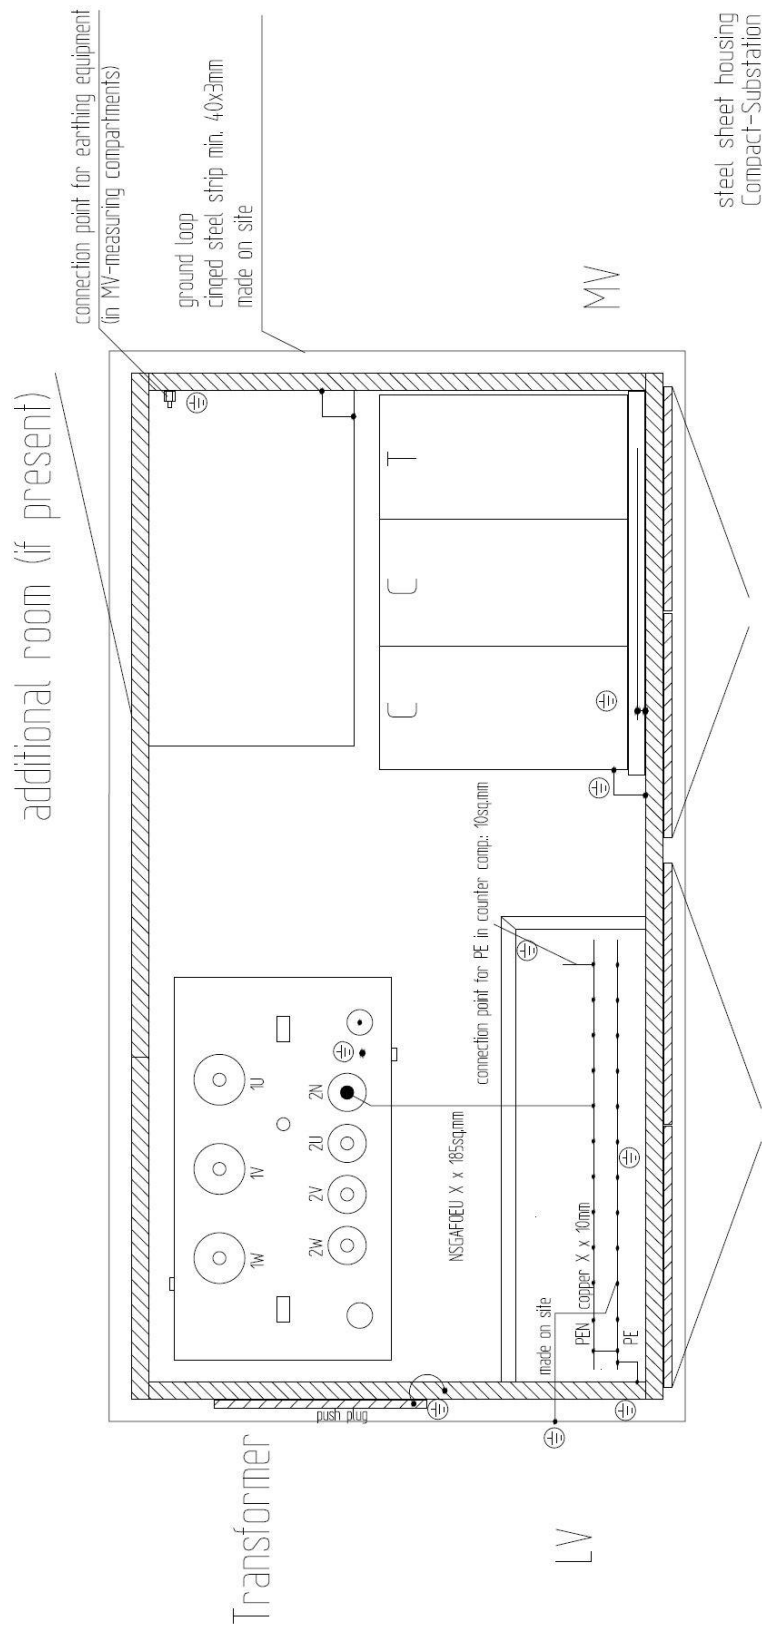 additional room (if present)
connection point for earthing equipment
(in MV-measuring compartments)
ground loop
cinqed steel strip min. 40x3mm
made on site
steel sheet housing
Compact-Substation
MV
T
C
C
connection point for PE in counter comp.: 10sq.mm
1U
1V
1W
2N
2U
2V
2W
NSGAFOEU X x 185sq.mm
copper X x 10mm
PEN
PE
made on site
push plug
Transformer
LV